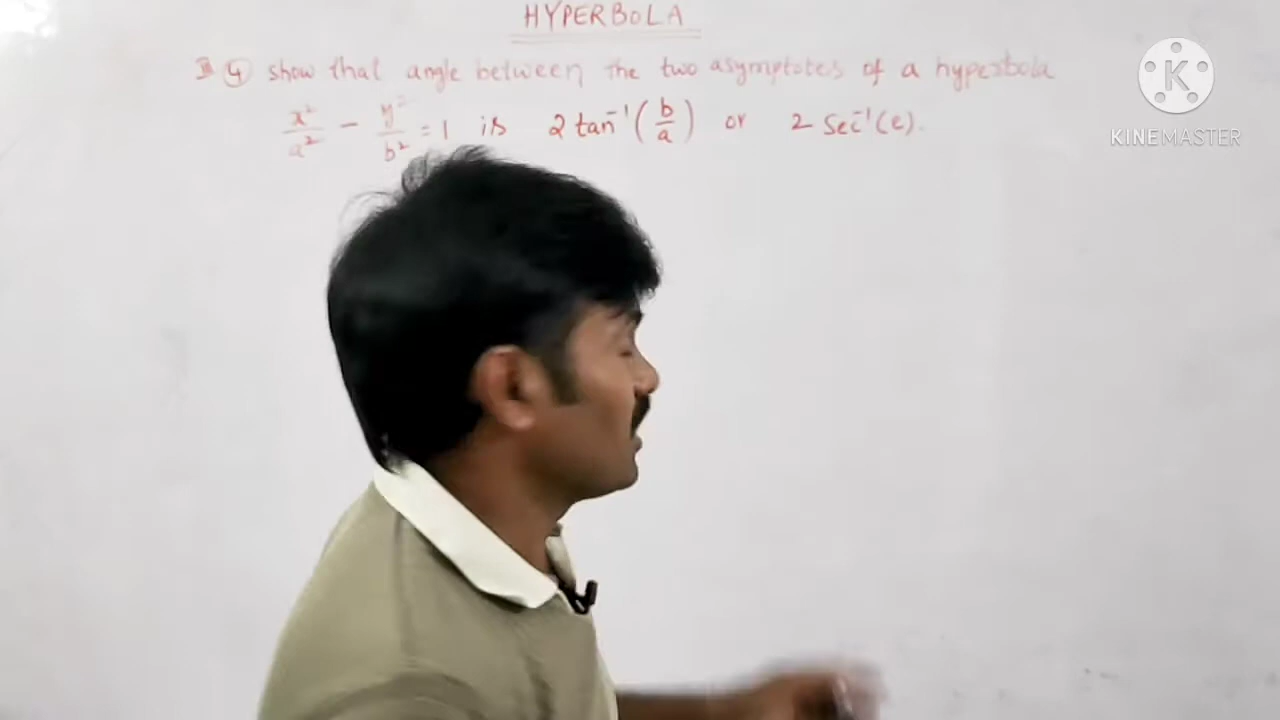 HYPERBOLA
III ④ show that angle between the two asymptotes of a hyperbola
x²/a² - y²/b² = 1 is 2 tan⁻¹(b/a) or 2 sec⁻¹(e).
KINEMASTER